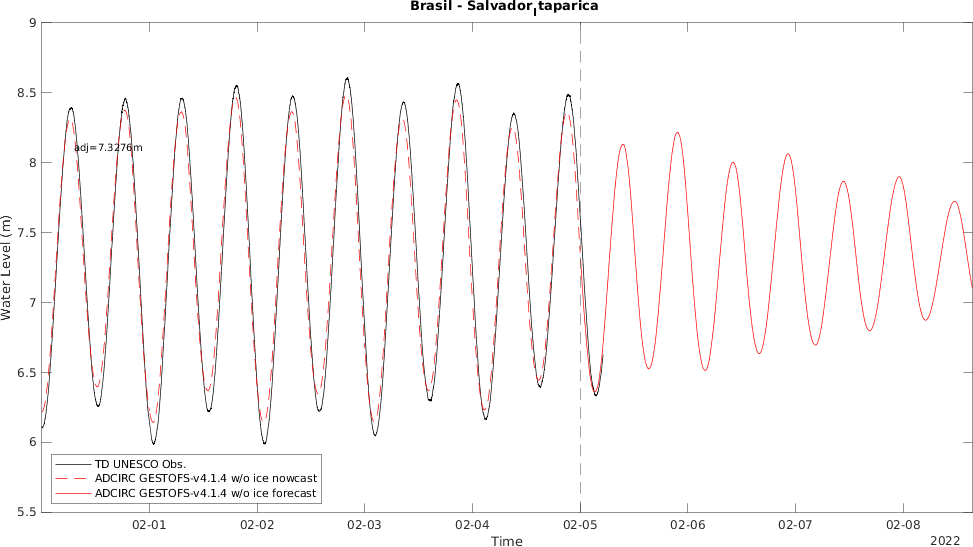 Brasil - Salvador_Itaparica
9
8.5
adj=7.3276m
8
7.5
Water Level (m)
7
6.5
6
TD UNESCO Obs.
ADCIRC GESTOFS-v4.1.4 w/o ice nowcast
ADCIRC GESTOFS-v4.1.4 w/o ice forecast
5.5
02-01 02-02 02-03 02-04 02-05 02-06 02-07 02-08
Time
2022